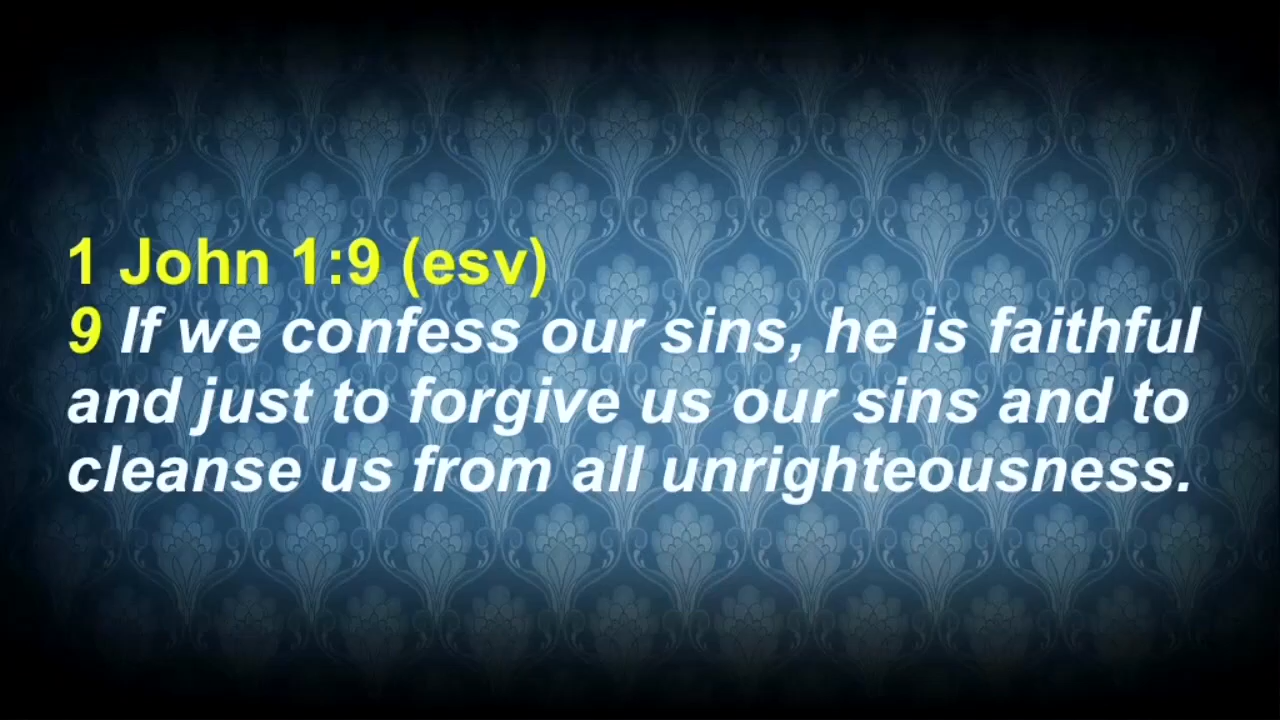 1 John 1:9 (esv)
9 If we confess our sins, he is faithful
and just to forgive us our sins and to
cleanse us from all unrighteousness.